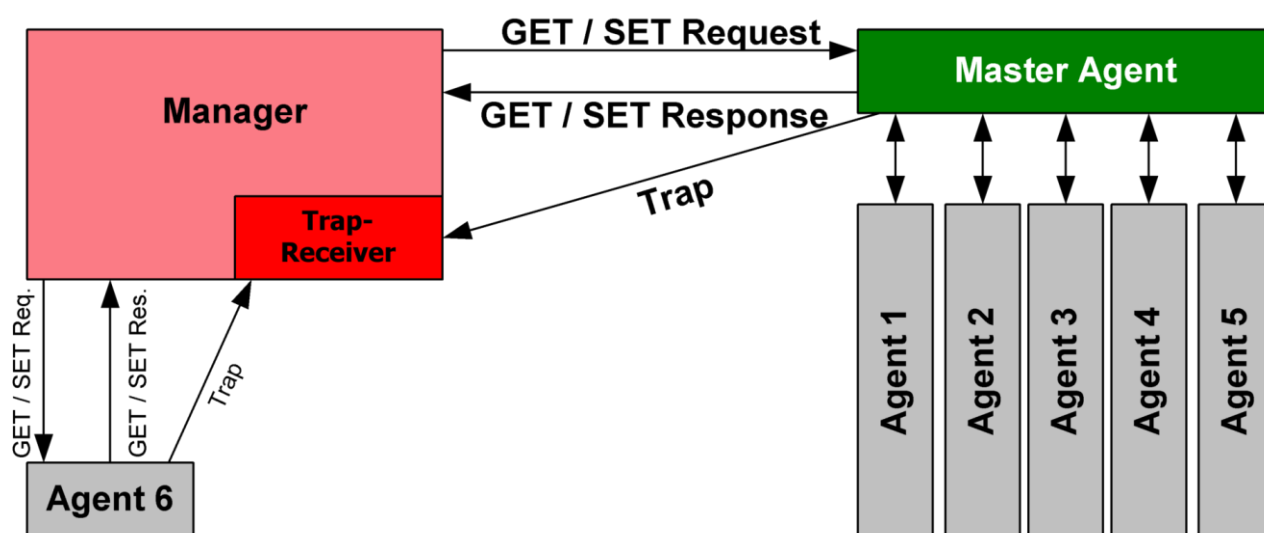 GET / SET Request
Manager
Master Agent
GET / SET Response
Trap
Trap-
Receiver
GET / SET Req.
GET / SET Res.
Trap
Agent 1
Agent 2
Agent 3
Agent 4
Agent 5
Agent 6